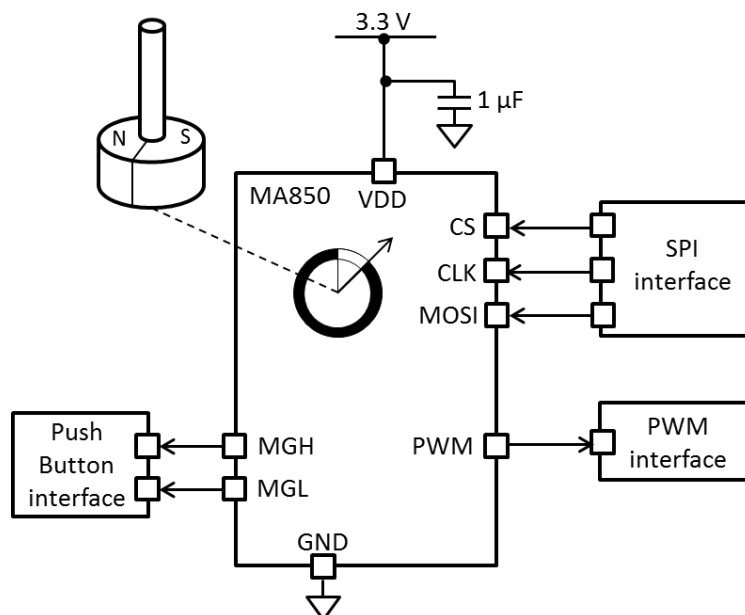 3.3 V
1 µF
N
S
MA850
VDD
CS
CLK
MOSI
SPI
interface
MGH
MGL
Push
Button
interface
PWM
PWM
interface
GND